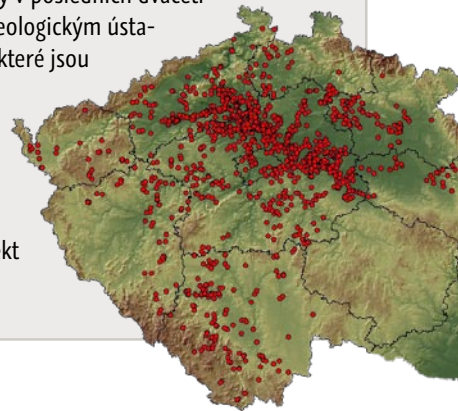 v posledních dvaceti
eologickým ústa-
které jsou
kt